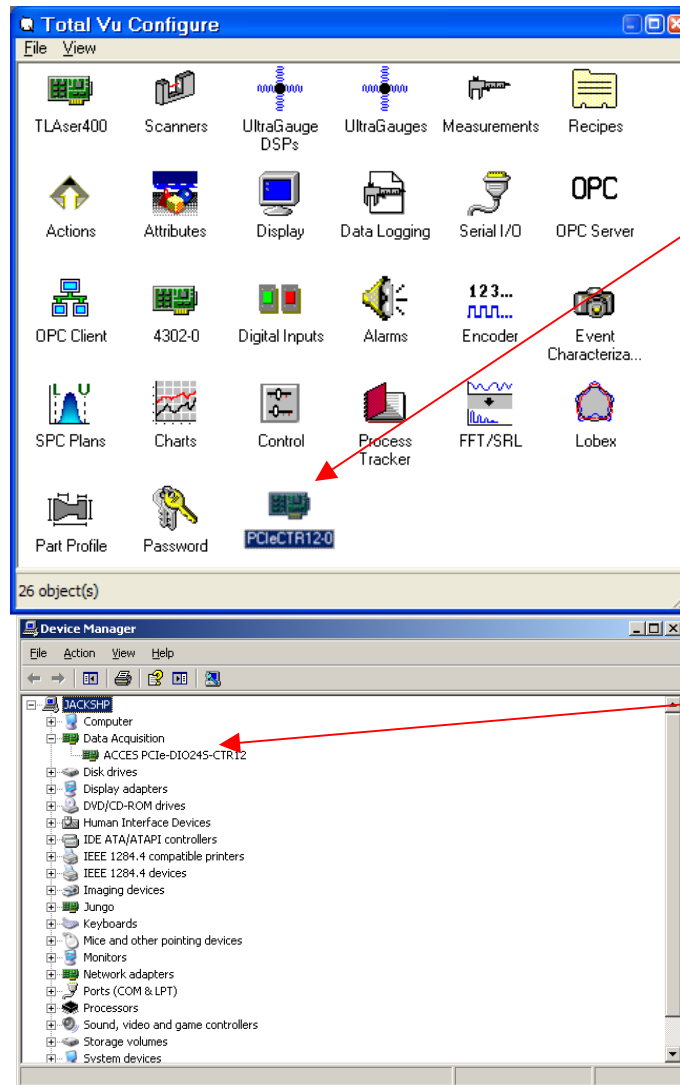 Total Vu Configure
File View
TLAser400 Scanners UltraGauge DSPs UltraGauges Measurements Recipes
Actions Attributes Display Data Logging Serial I/O OPC Server
OPC
OPC Client 4302-0 Digital Inputs Alarms Encoder Event Characteriza...
123...
SPC Plans Charts Control Process Tracker FFT/SRL Lobex
L U
Part Profile Password PCIeCTR12-0
26 object(s)
Device Manager
File Action View Help
JACKSHP
Computer
Data Acquisition
ACCES PCIe-DIO24S-CTR12
Disk drives
Display adapters
DVD/CD-ROM drives
Human Interface Devices
IDE ATA/ATAPI controllers
IEEE 1284.4 compatible printers
IEEE 1284.4 devices
Imaging devices
Jungo
Keyboards
Mice and other pointing devices
Monitors
Network adapters
Ports (COM & LPT)
Processors
Sound, video and game controllers
Storage volumes
System devices